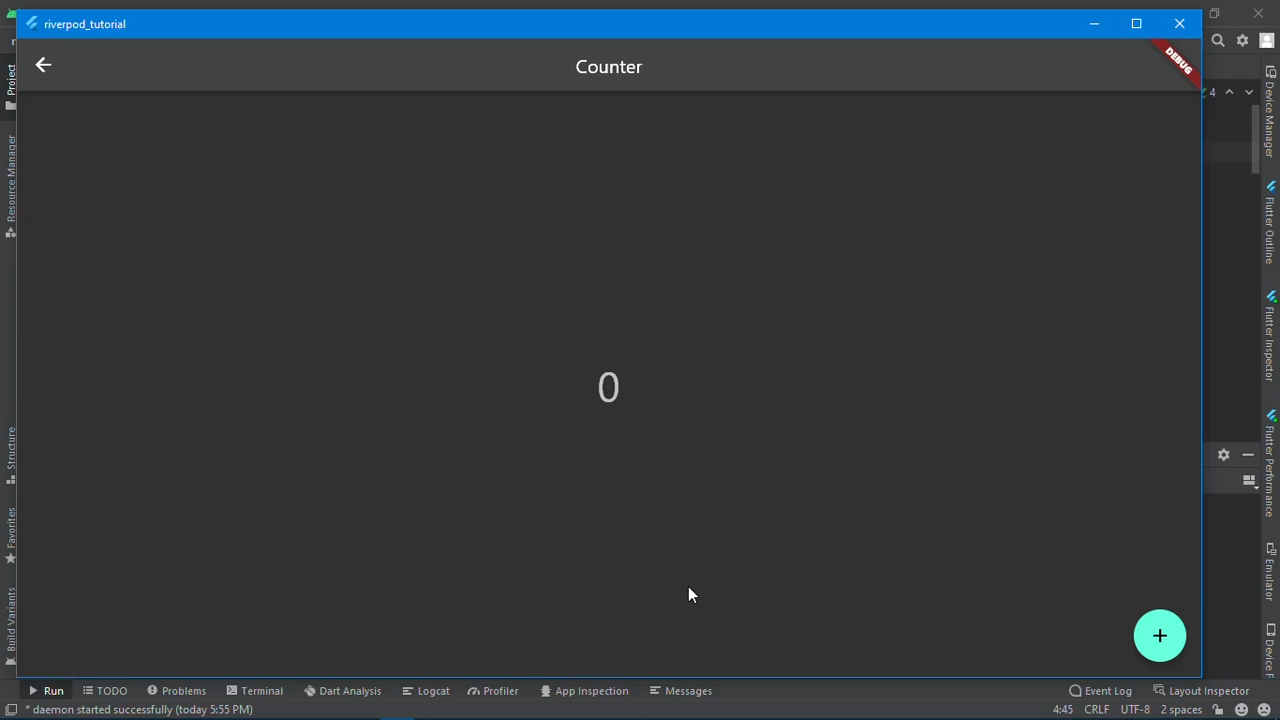 riverpod_tutorial
Counter
DEBUG
4
Project
Resource Manager
Structure
Favorites
Build Variants
0
+
Device Manager
Flutter Outline
Flutter Inspector
Flutter Performance
Emulator
Run
TODO
Problems
Terminal
Dart Analysis
Logcat
Profiler
App Inspection
Messages
Event Log
Layout Inspector
* daemon started successfully (today 5:55 PM)
4:45
CRLF
UTF-8
2 spaces